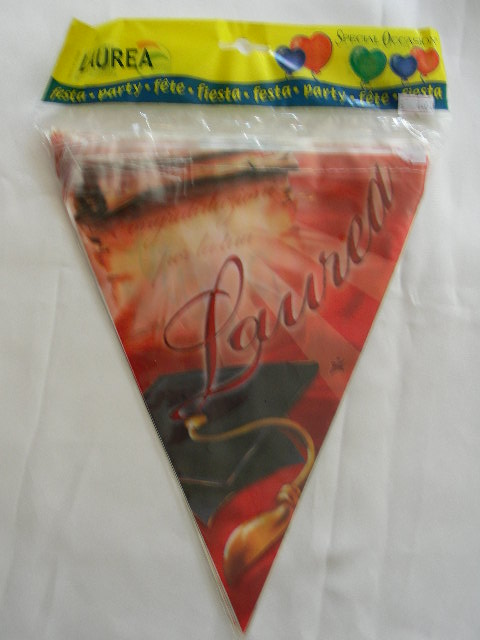 LAUREA
SPECIAL OCCASION
festa • party • fête • fiesta • festa • party • fête • fiesta
Laurea